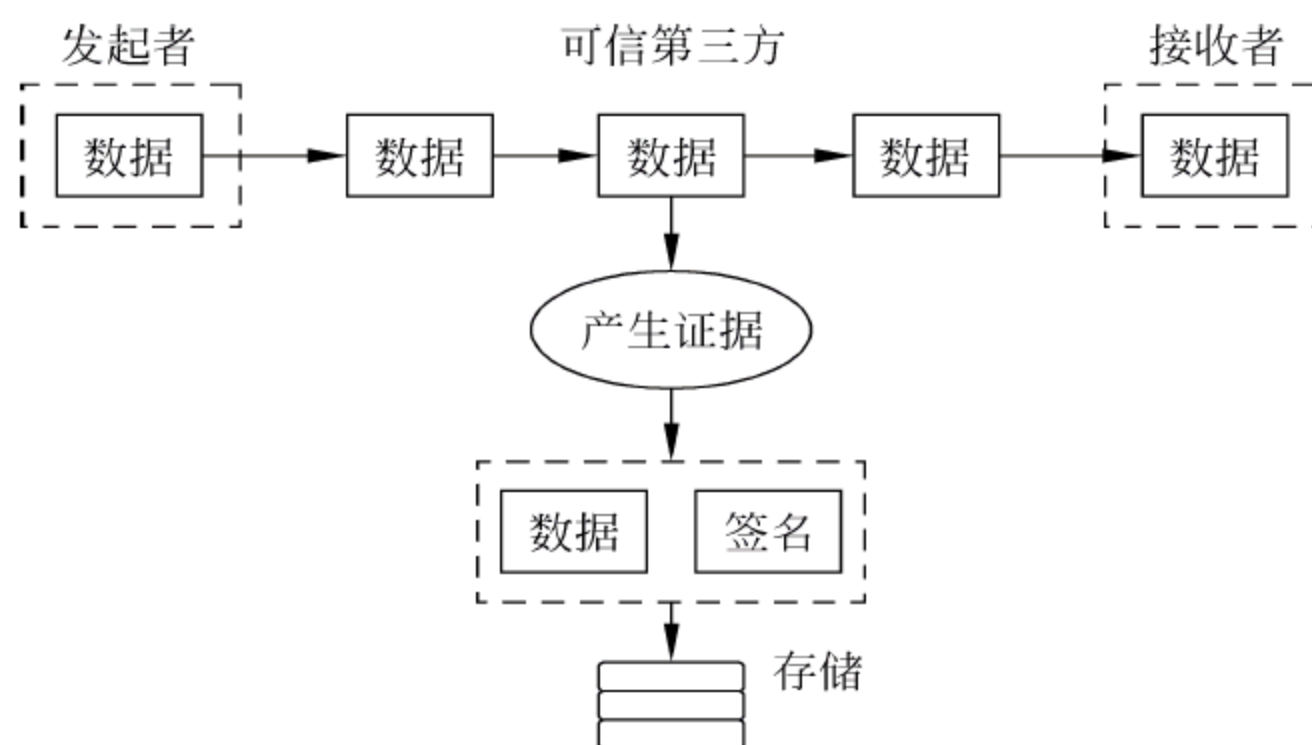 发起者 可信第三方 接收者
数据 数据 数据 数据 数据
产生证据
数据 签名
存储